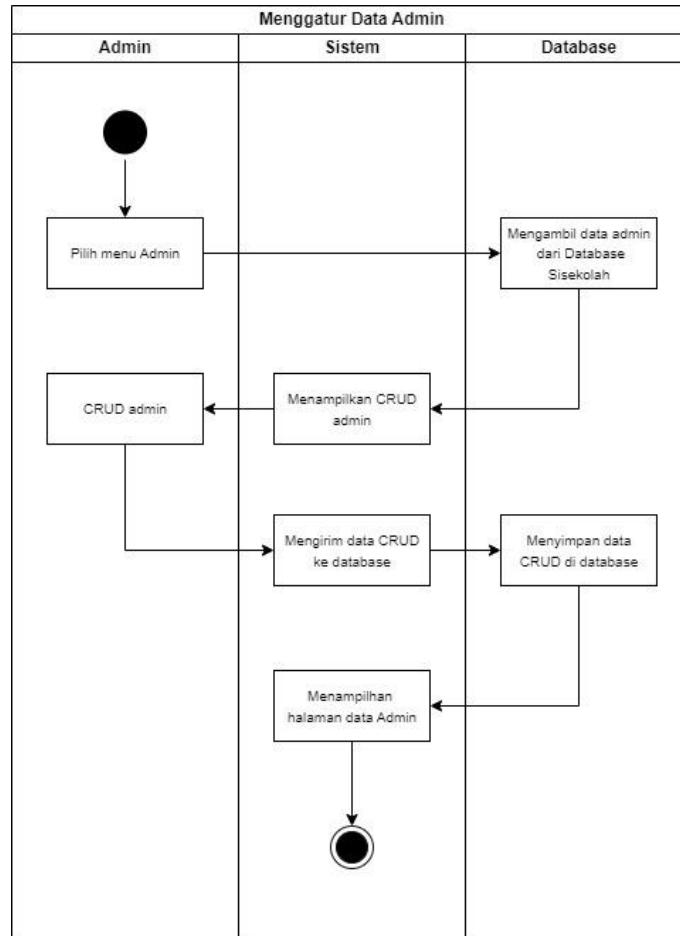 Menggatur Data Admin
Admin
Sistem
Database
Pilih menu Admin
Mengambil data admin
dari Database
Sisekolah
CRUD admin
Menampilkan CRUD
admin
Mengirim data CRUD
ke database
Menyimpan data
CRUD di database
Menampilhan
halaman data Admin